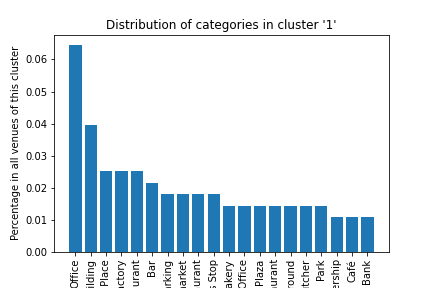 Distribution of categories in cluster '1'
Percentage in all venues of this cluster
0.06
0.05
0.04
0.03
0.02
0.01
0.00
Office
ilding
Place
ctory
urant
Bar
rking
arket
urant
s Stop
akery
Office
Plaza
urant
round
tcher
Park
ership
Café
Bank